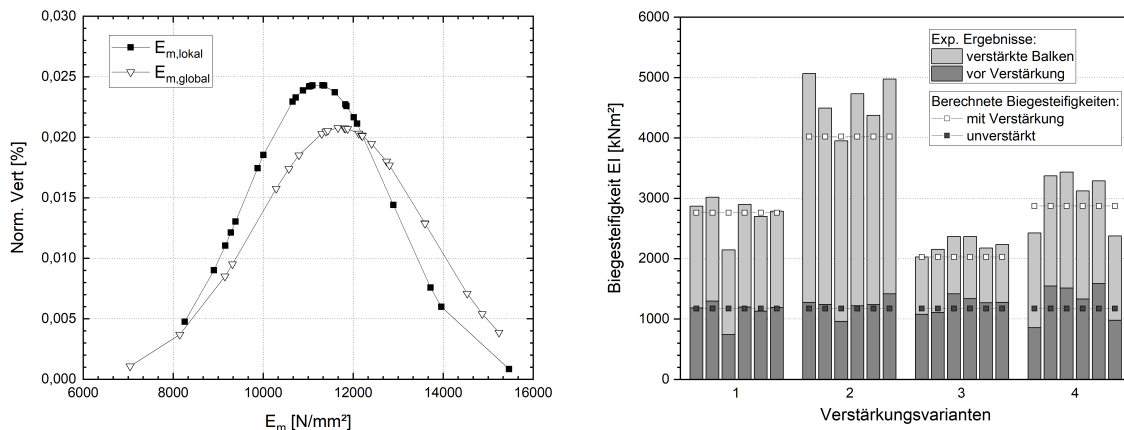 0,030
0,025
0,020
0,015
0,010
0,005
0,000
Norm. Vert [%]
E_m,lokal
E_m,global
6000 8000 10000 12000 14000 16000
E_m [N/mm²]
6000
5000
4000
3000
2000
1000
0
Biegesteifigkeit EI [kNm²]
Exp. Ergebnisse:
verstärkte Balken
vor Verstärkung
Berechnete Biegesteifigkeiten:
mit Verstärkung
unverstärkt
1 2 3 4
Verstärkungsvarianten